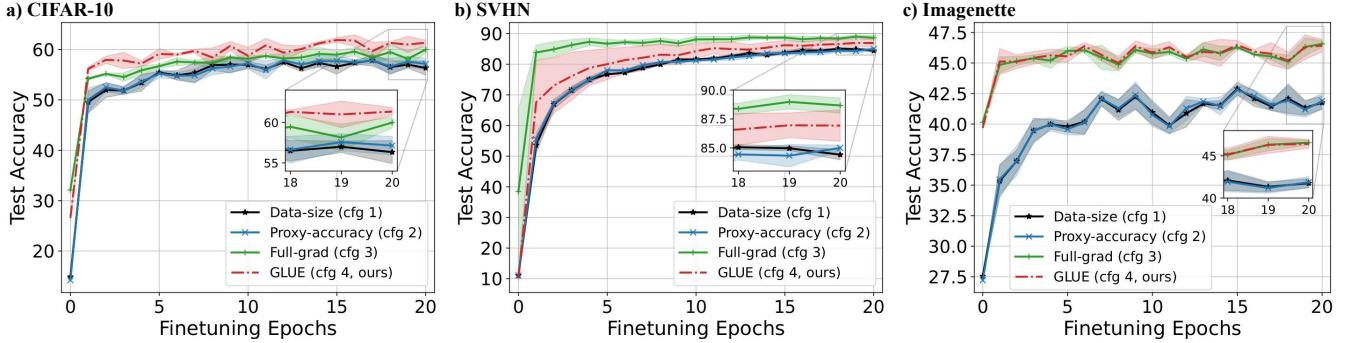 a) CIFAR-10
Test Accuracy
60
50
40
30
20
60
55
18 19 20
Data-size (cfg 1)
Proxy-accuracy (cfg 2)
Full-grad (cfg 3)
GLUE (cfg 4, ours)
0 5 10 15 20
Finetuning Epochs
b) SVHN
Test Accuracy
90
80
70
60
50
40
30
20
10
90.0
87.5
85.0
18 19 20
Data-size (cfg 1)
Proxy-accuracy (cfg 2)
Full-grad (cfg 3)
GLUE (cfg 4, ours)
0 5 10 15 20
Finetuning Epochs
c) Imagenette
Test Accuracy
47.5
45.0
42.5
40.0
37.5
35.0
32.5
30.0
27.5
45
40
18 19 20
Data-size (cfg 1)
Proxy-accuracy (cfg 2)
Full-grad (cfg 3)
GLUE (cfg 4, ours)
0 5 10 15 20
Finetuning Epochs